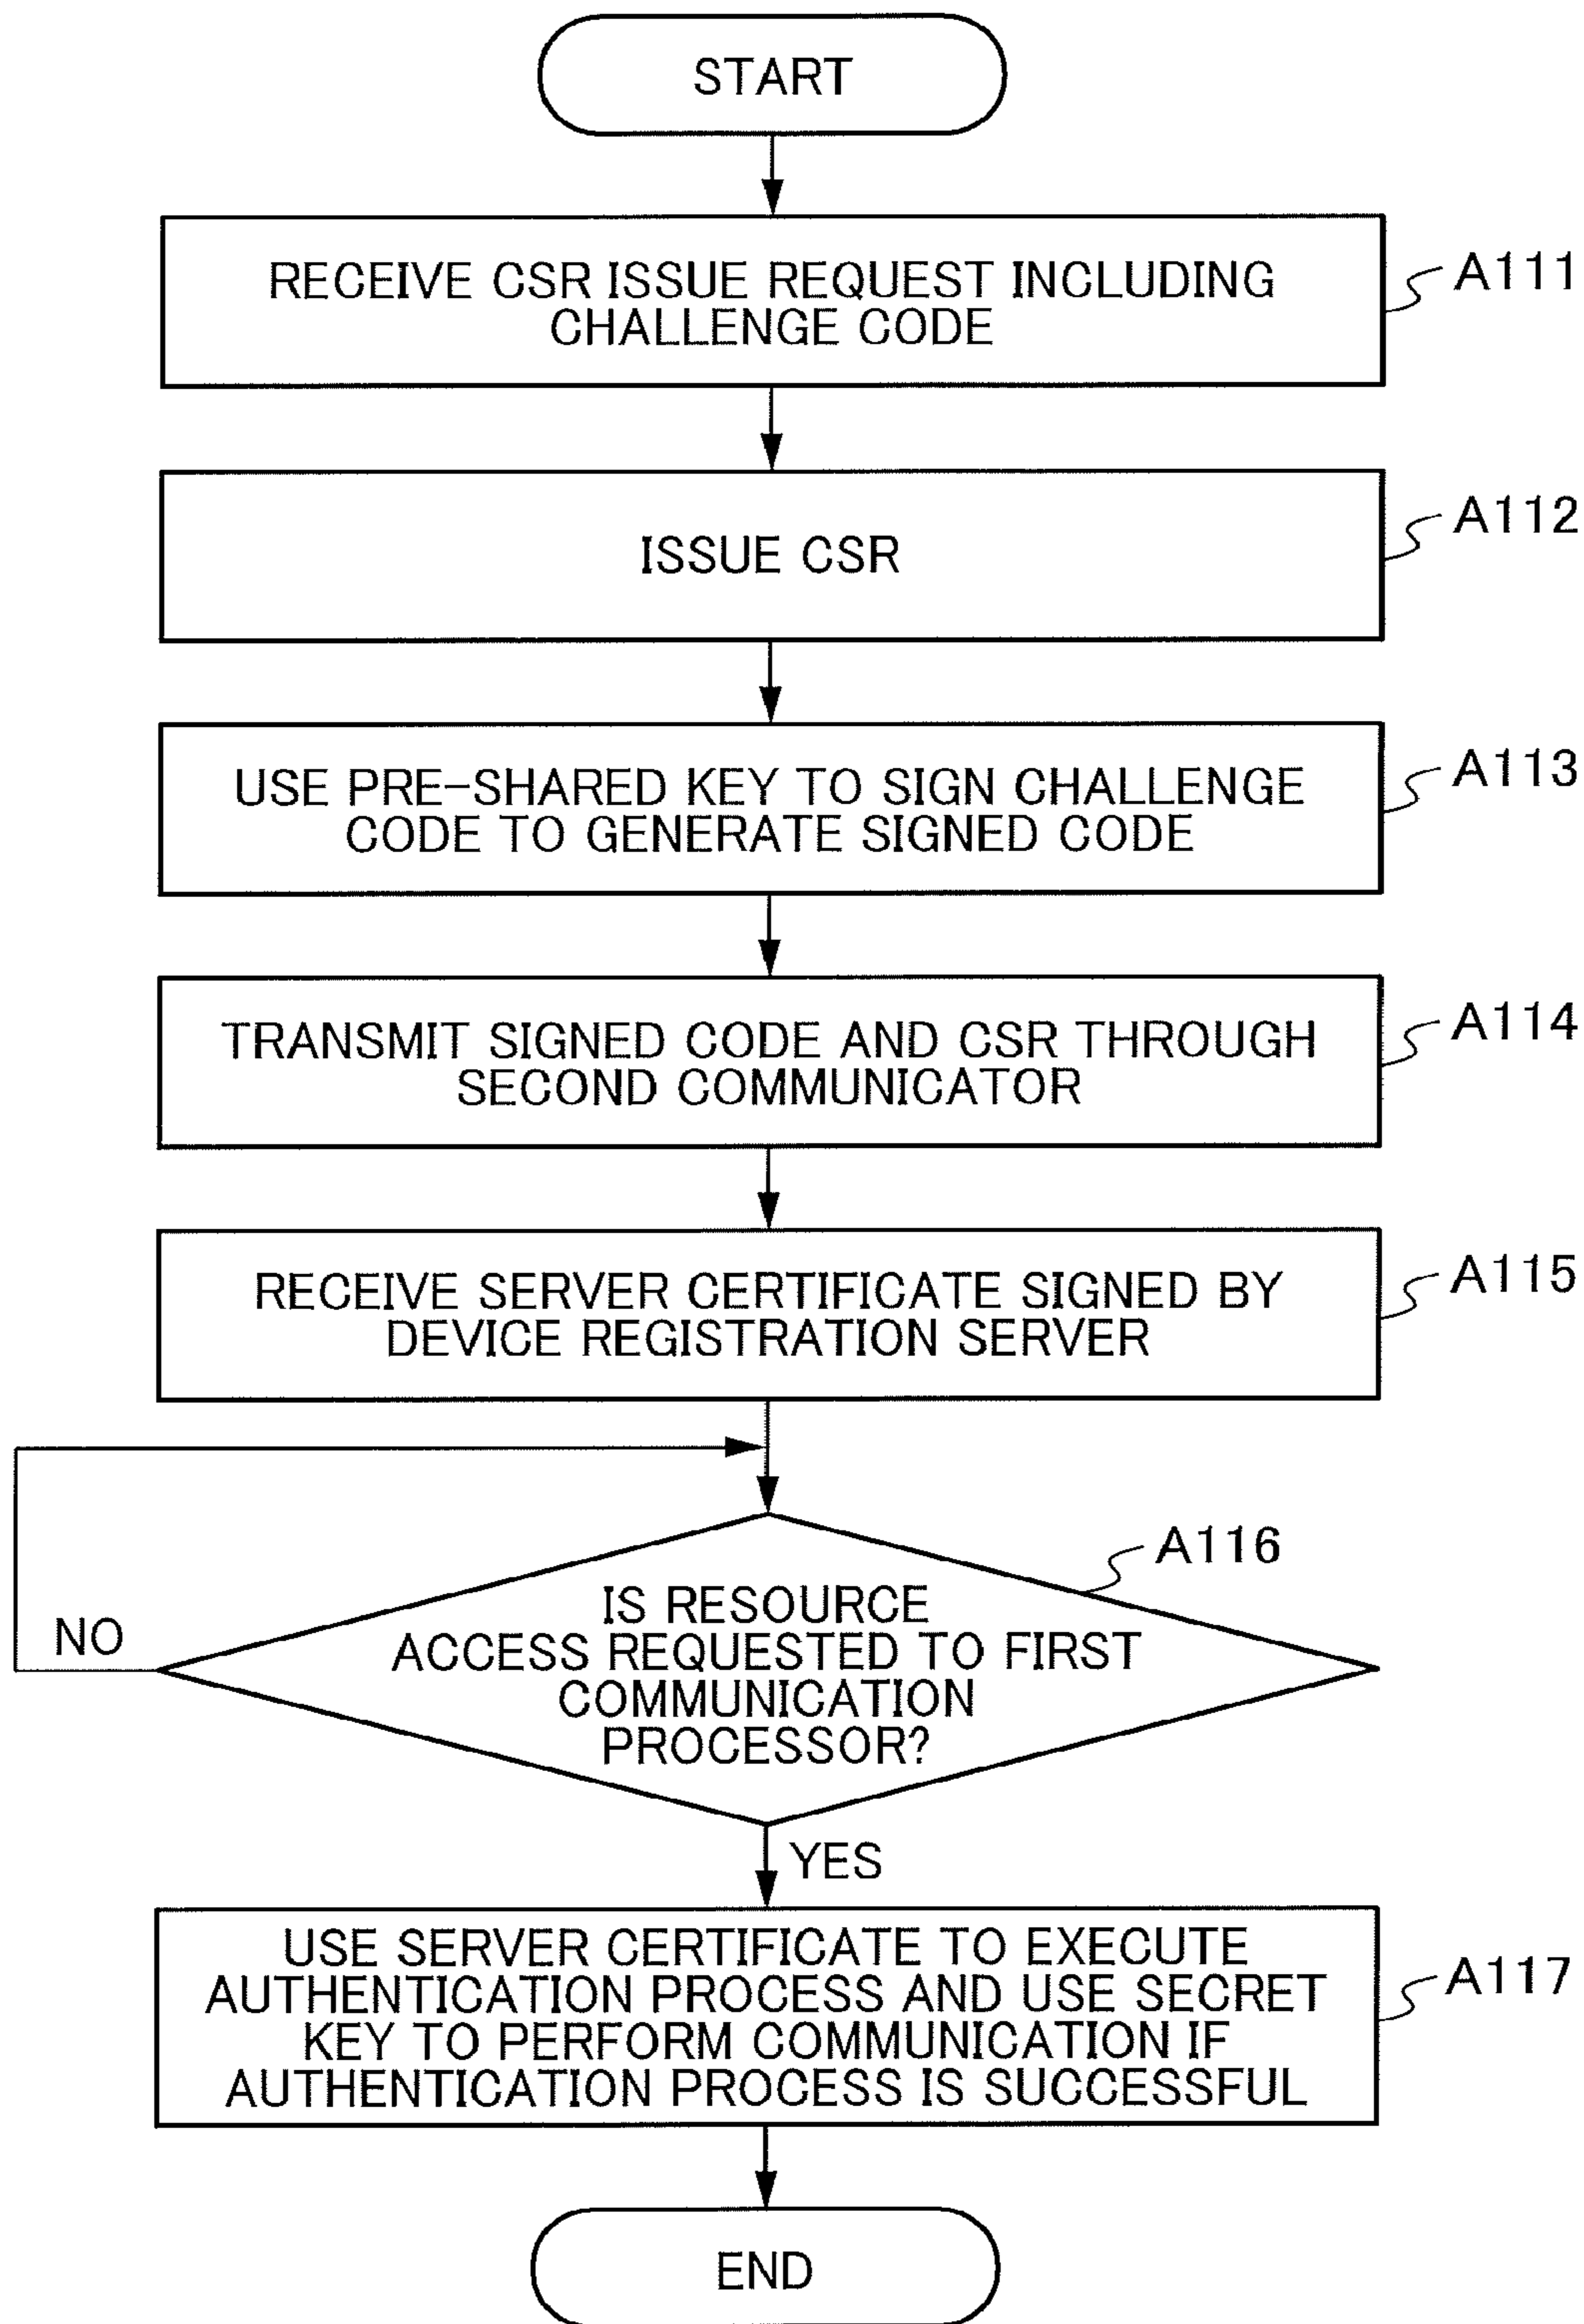 START
RECEIVE CSR ISSUE REQUEST INCLUDING
CHALLENGE CODE
A111
ISSUE CSR
A112
USE PRE-SHARED KEY TO SIGN CHALLENGE
CODE TO GENERATE SIGNED CODE
A113
TRANSMIT SIGNED CODE AND CSR THROUGH
SECOND COMMUNICATOR
A114
RECEIVE SERVER CERTIFICATE SIGNED BY
DEVICE REGISTRATION SERVER
A115
A116
IS RESOURCE
ACCESS REQUESTED TO FIRST
COMMUNICATION
PROCESSOR?
NO
YES
USE SERVER CERTIFICATE TO EXECUTE
AUTHENTICATION PROCESS AND USE SECRET
KEY TO PERFORM COMMUNICATION IF
AUTHENTICATION PROCESS IS SUCCESSFUL
A117
END